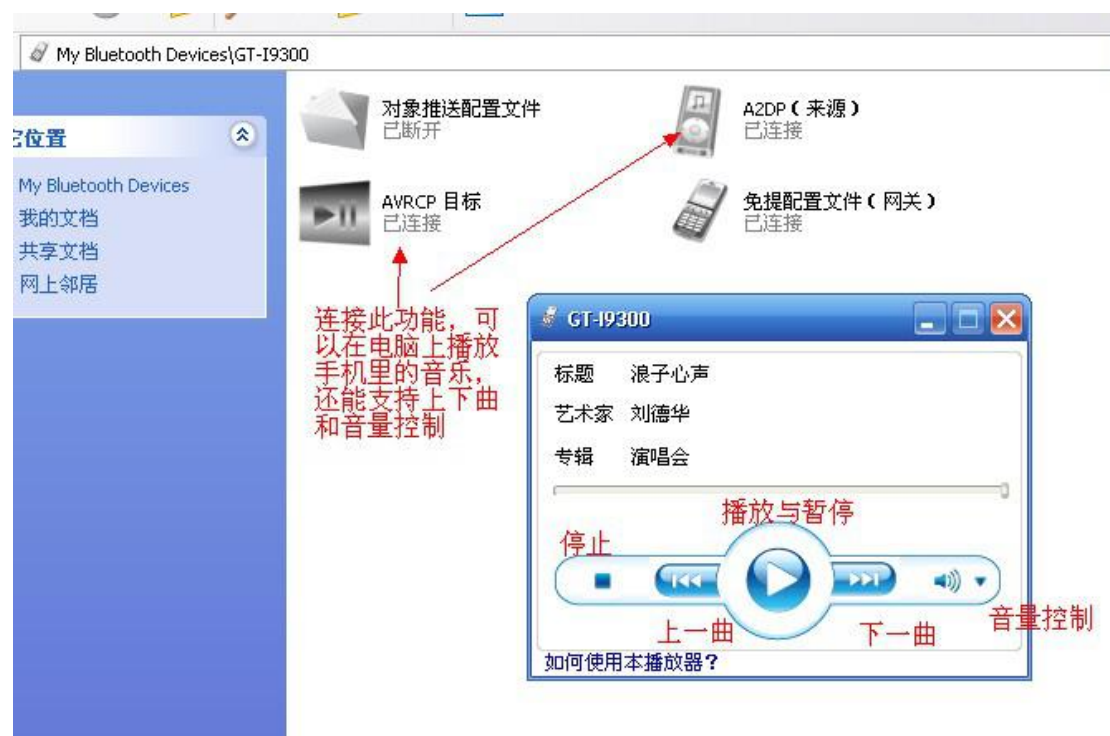 My Bluetooth Devices\GT-I9300
对象推送配置文件
已断开
A2DP（来源）
已连接
AVRCP 目标
已连接
免提配置文件（网关）
已连接
它位置
My Bluetooth Devices
我的文档
共享文档
网上邻居
连接此功能，可
以在电脑上播放
手机里的音乐，
还能支持上下曲
和音量控制
GT-I9300
标题 浪子心声
艺术家 刘德华
专辑 演唱会
播放与暂停
停止
上一曲
下一曲
音量控制
如何使用本播放器?